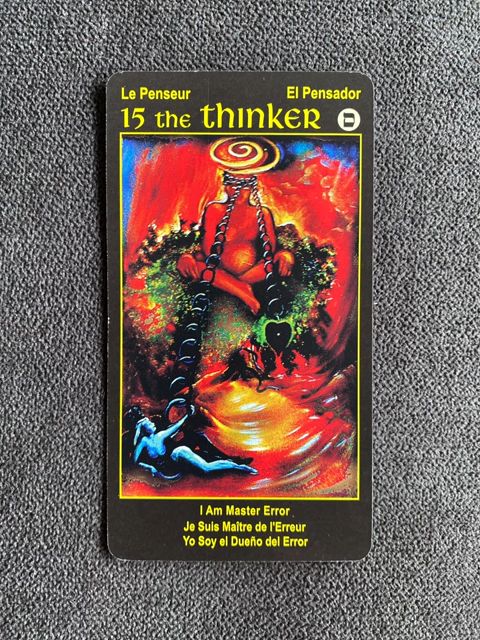 Le Penseur El Pensador
15 the thinker
I Am Master Error
Je Suis Maître de l'Erreur
Yo Soy el Dueño del Error